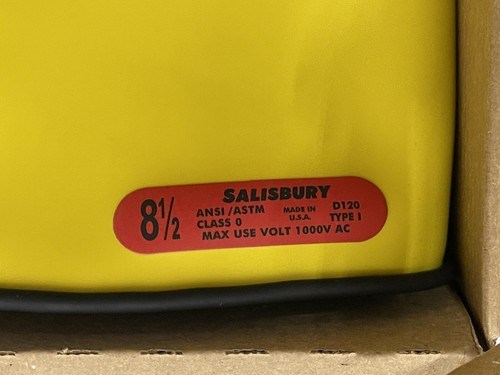 SALISBURY
8½ ANSI/ASTM MADE IN D120
CLASS 0 U.S.A. TYPE I
MAX USE VOLT 1000V AC